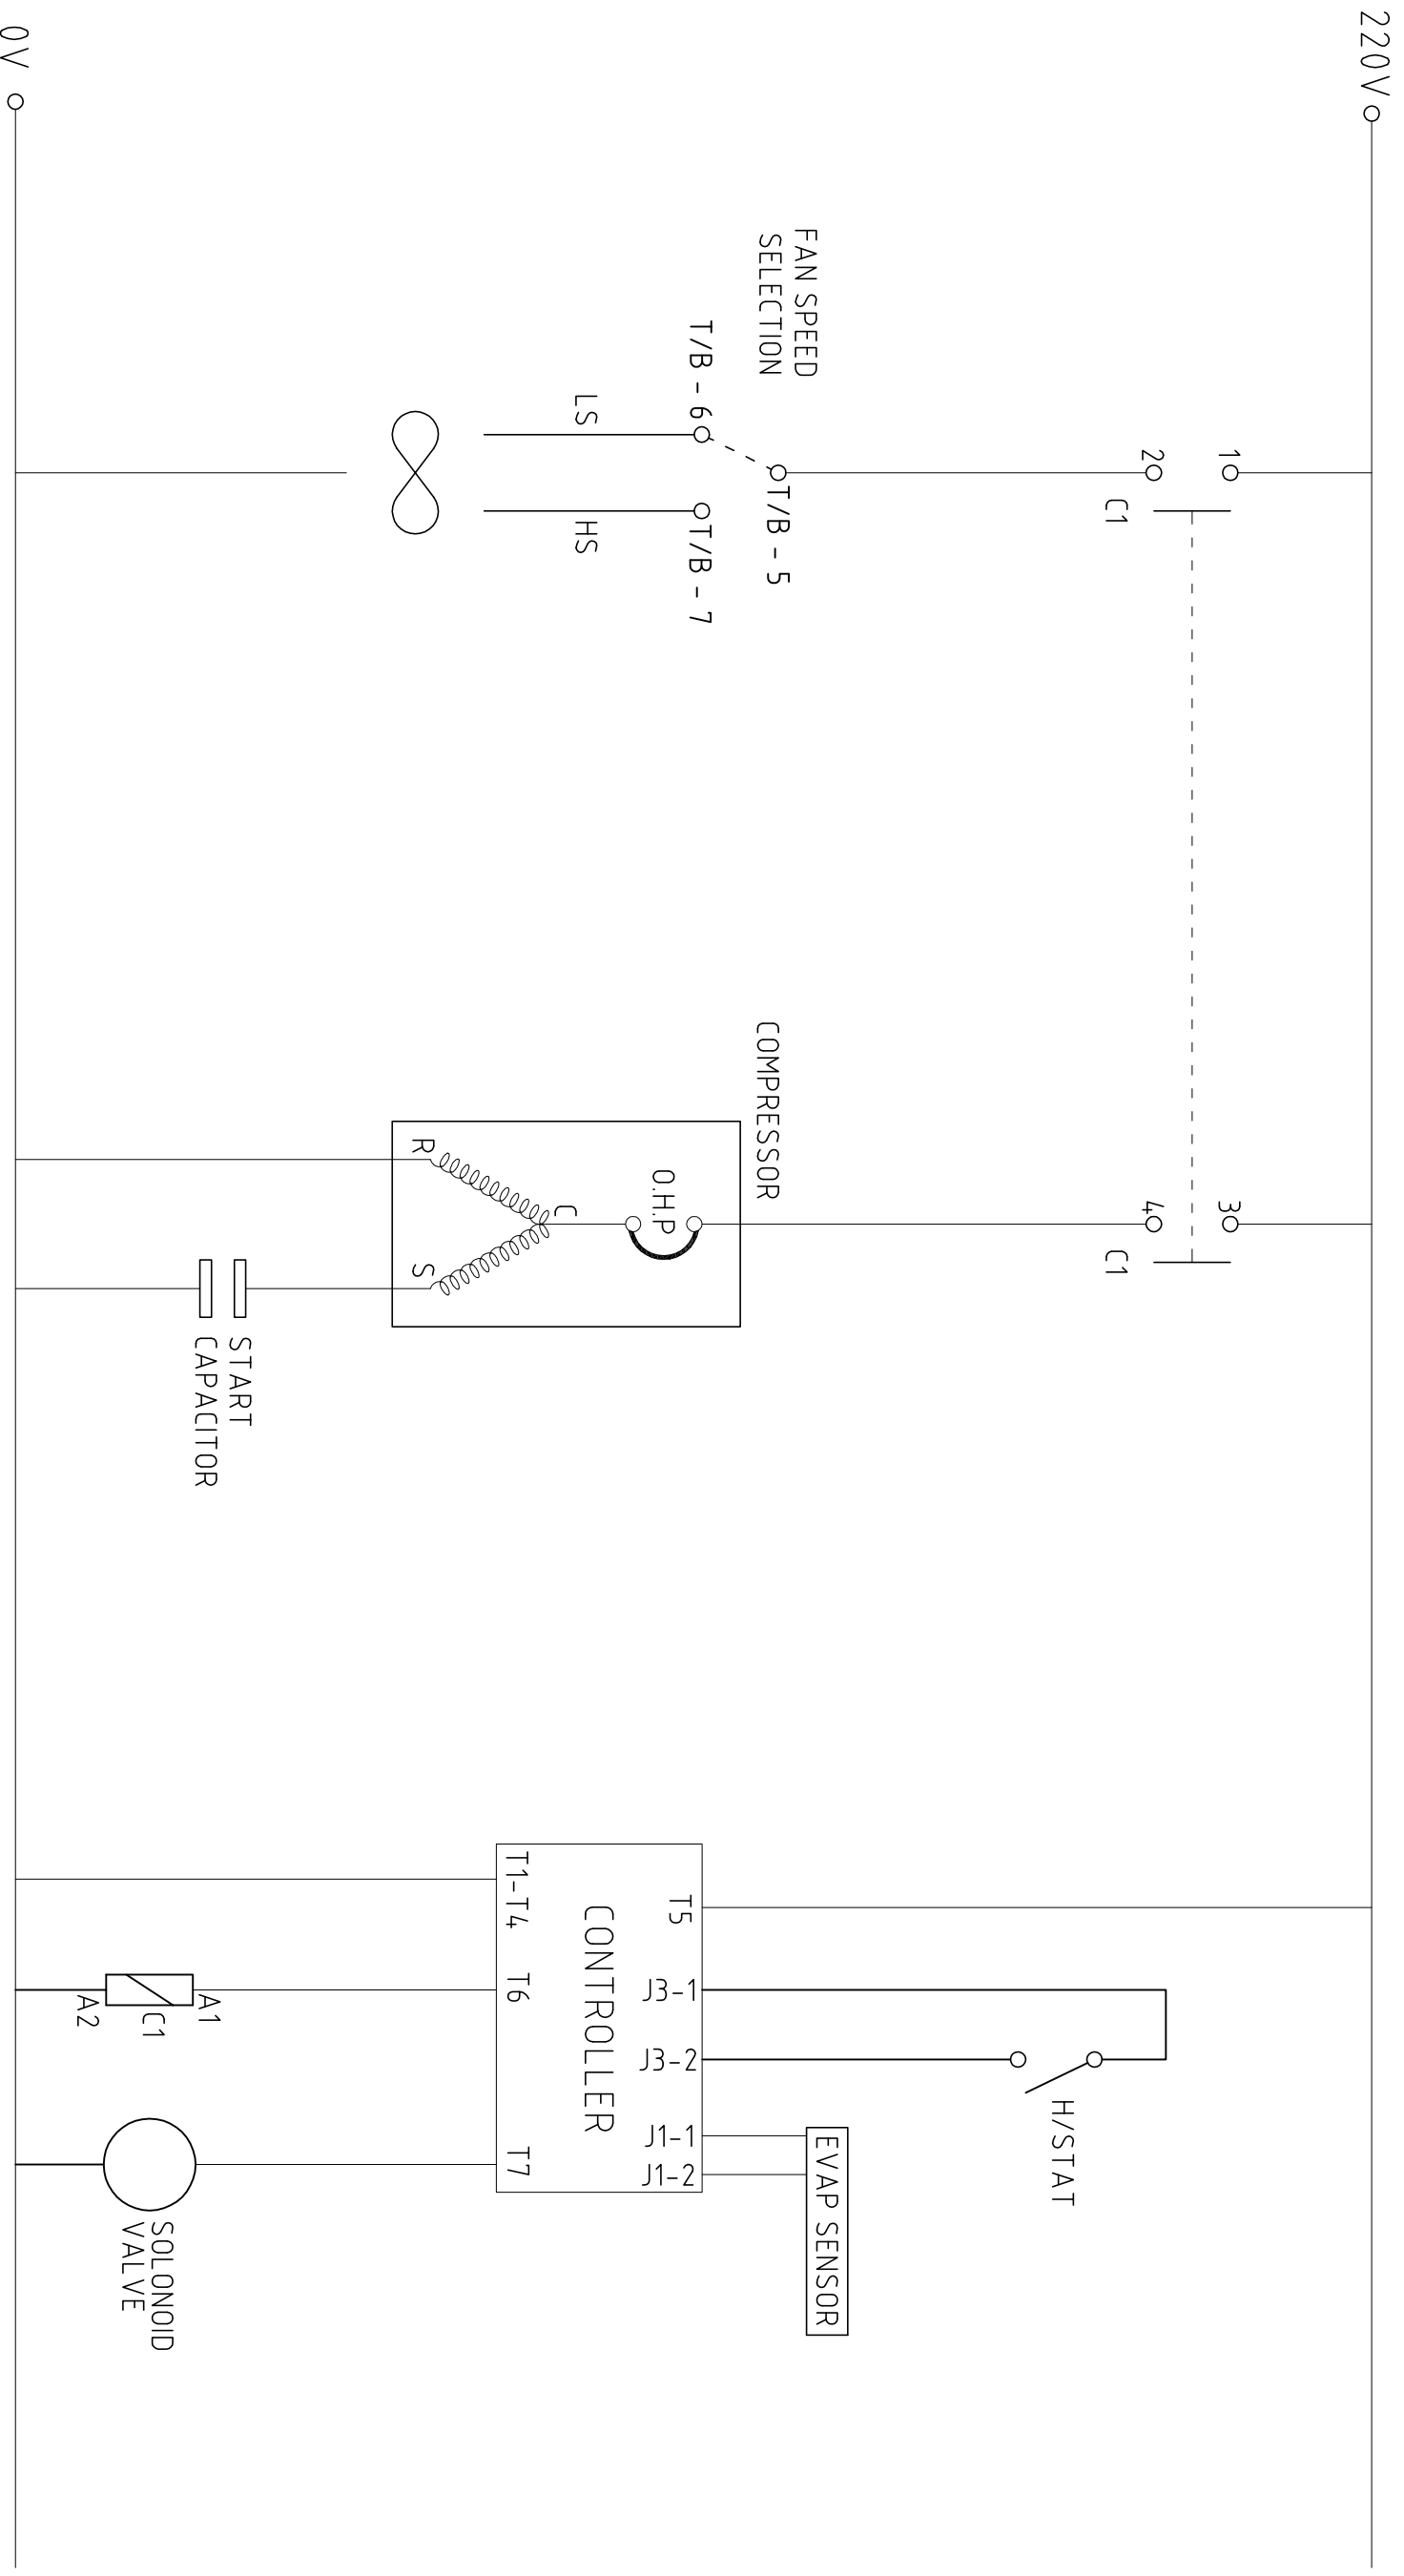 220V
1
3
2
4
C1
C1
H/STAT
FAN SPEED
SELECTION
T/B - 5
COMPRESSOR
EVAP SENSOR
T/B - 6
T/B - 7
O.H.P
T5
J3-1
J3-2
J1-1
J1-2
LS
HS
C
CONTROLLER
R
S
T1-T4
T6
T7
START
CAPACITOR
A1
C1
A2
SOLONOID
VALVE
0V